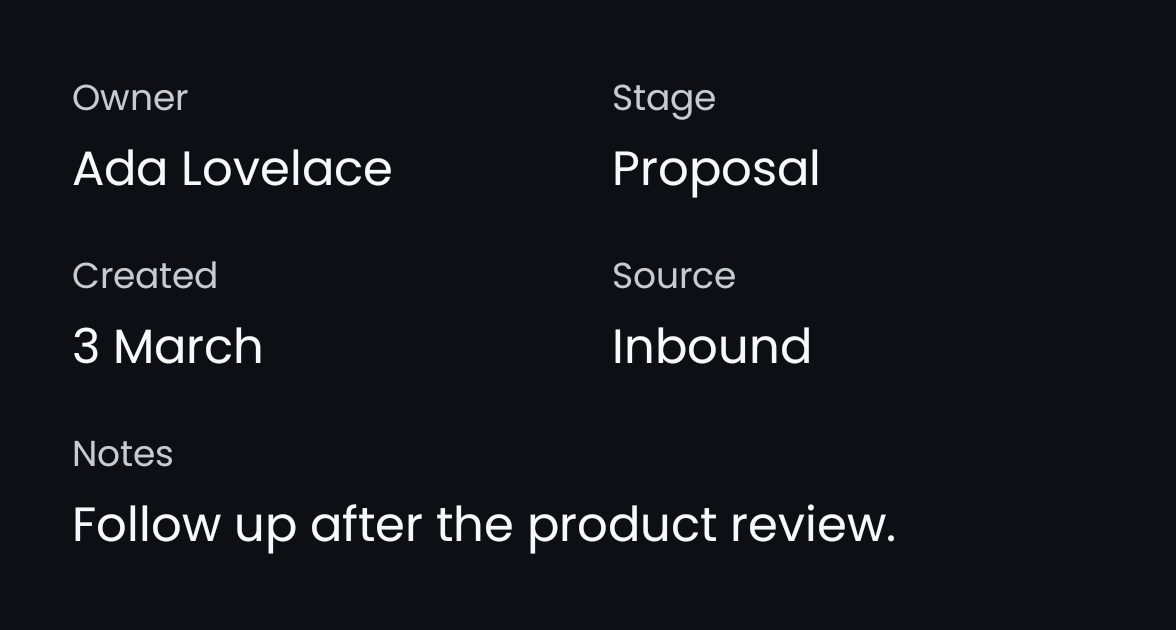 Owner
Ada Lovelace
Stage
Proposal
Created
3 March
Source
Inbound
Notes
Follow up after the product review.